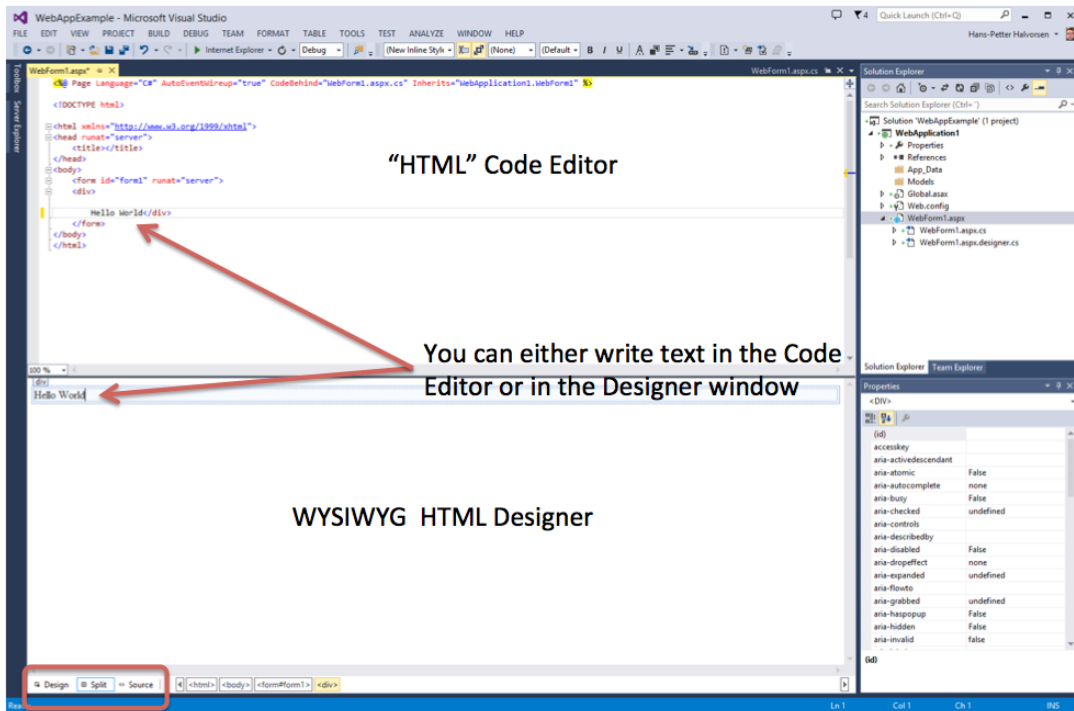 WebAppExample - Microsoft Visual Studio
4 Quick Launch (Ctrl+Q)
FILE EDIT VIEW PROJECT BUILD DEBUG TEAM FORMAT TABLE TOOLS TEST ANALYZE WINDOW HELP
Hans-Petter Halvorsen
Internet Explorer Debug (New Inline Style (None) (Default B I U A
Toolbox
Server Explorer
WebForm1.aspx* WebForm1.aspx.cs
<%@ Page Language="C#" AutoEventWireup="true" CodeBehind="WebForm1.aspx.cs" Inherits="WebApplication1.WebForm1" %>
<!DOCTYPE html>
<html xmlns="http://www.w3.org/1999/xhtml">
<head runat="server">
<title></title>
</head>
<body>
<form id="form1" runat="server">
<div>
Hello World</div>
</form>
</body>
</html>
“HTML” Code Editor
You can either write text in the Code
Editor or in the Designer window
100 %
div
Hello World
WYSIWYG HTML Designer
Design Split Source <html> <body> <form#form1> <div>
Solution Explorer
Search Solution Explorer (Ctrl+¨)
Solution 'WebAppExample' (1 project)
WebApplication1
Properties
References
App_Data
Models
Global.asax
Web.config
WebForm1.aspx
WebForm1.aspx.cs
WebForm1.aspx.designer.cs
Solution Explorer Team Explorer
Properties
<DIV>
(id)
accesskey
aria-activedescendant
aria-atomic False
aria-autocomplete none
aria-busy False
aria-checked undefined
aria-controls
aria-describedby
aria-disabled False
aria-dropeffect none
aria-expanded undefined
aria-flowto
aria-grabbed undefined
aria-haspopup False
aria-hidden False
aria-invalid false
(id)
Ln 1 Col 1 Ch 1 INS